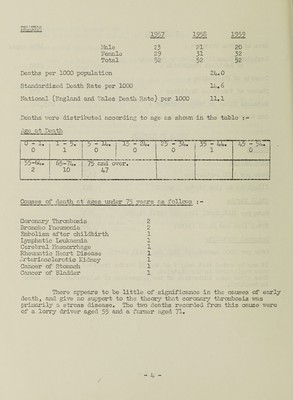 DEATHS
1957 1958 1959
Male 23 21 20
Female 29 31 32
Total 52 52 52
Deaths per 1000 population 24.0
Standardized Death Rate per 1000 14.6
National (England and Wales Death Rate) per 1000 11.1
Deaths were distributed according to age as shown in the table :-
Age at Death
0 - 1. 1 - 5. 5 - 14. 15 - 24. 25 - 34. 35 - 44. 45 - 54.
0 1 0 0 0 1 0
55-64. 65-74. 75 and over.
2 10 47
Causes of death at ages under 75 years as follows :-
Coronary Thrombosis 2
Broncho Pneumonia 2
Embolism after childbirth 1
Lymphatic Leukaemia 1
Cerebral Haemorrhage 1
Rheumatic Heart Disease 1
Arteriosclerotic Kidney 1
Cancer of Stomach 1
Cancer of Bladder 1
There appears to be little of significance in the causes of early
death, and give no support to the theory that coronary thrombosis was
primarily a stress disease. The two deaths recorded from this cause were
of a lorry driver aged 55 and a farmer aged 71.
- 4 -